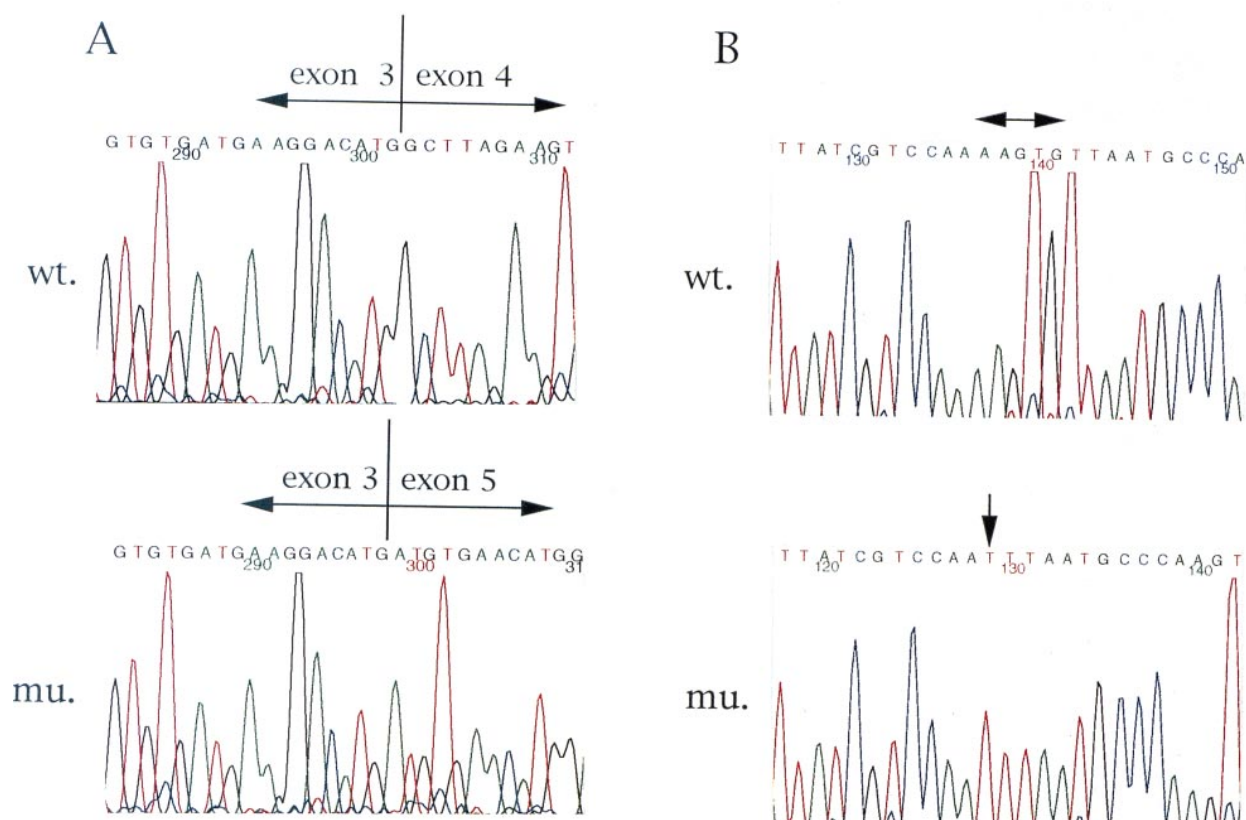 A
exon 3 exon 4
GTGTGATGAAGGACATGGCTTAGAAGT
290 300 310
wt.
exon 3 exon 5
GTGTGATGAAGGACATGATGTGAACATGG
290 300 31
mu.
B
TTATCGTCCAAAAGTGTTAATGCCCA
130 140 150
wt.
TTATCGTCCAATTTAATGCCCAAGT
120 130 140
mu.